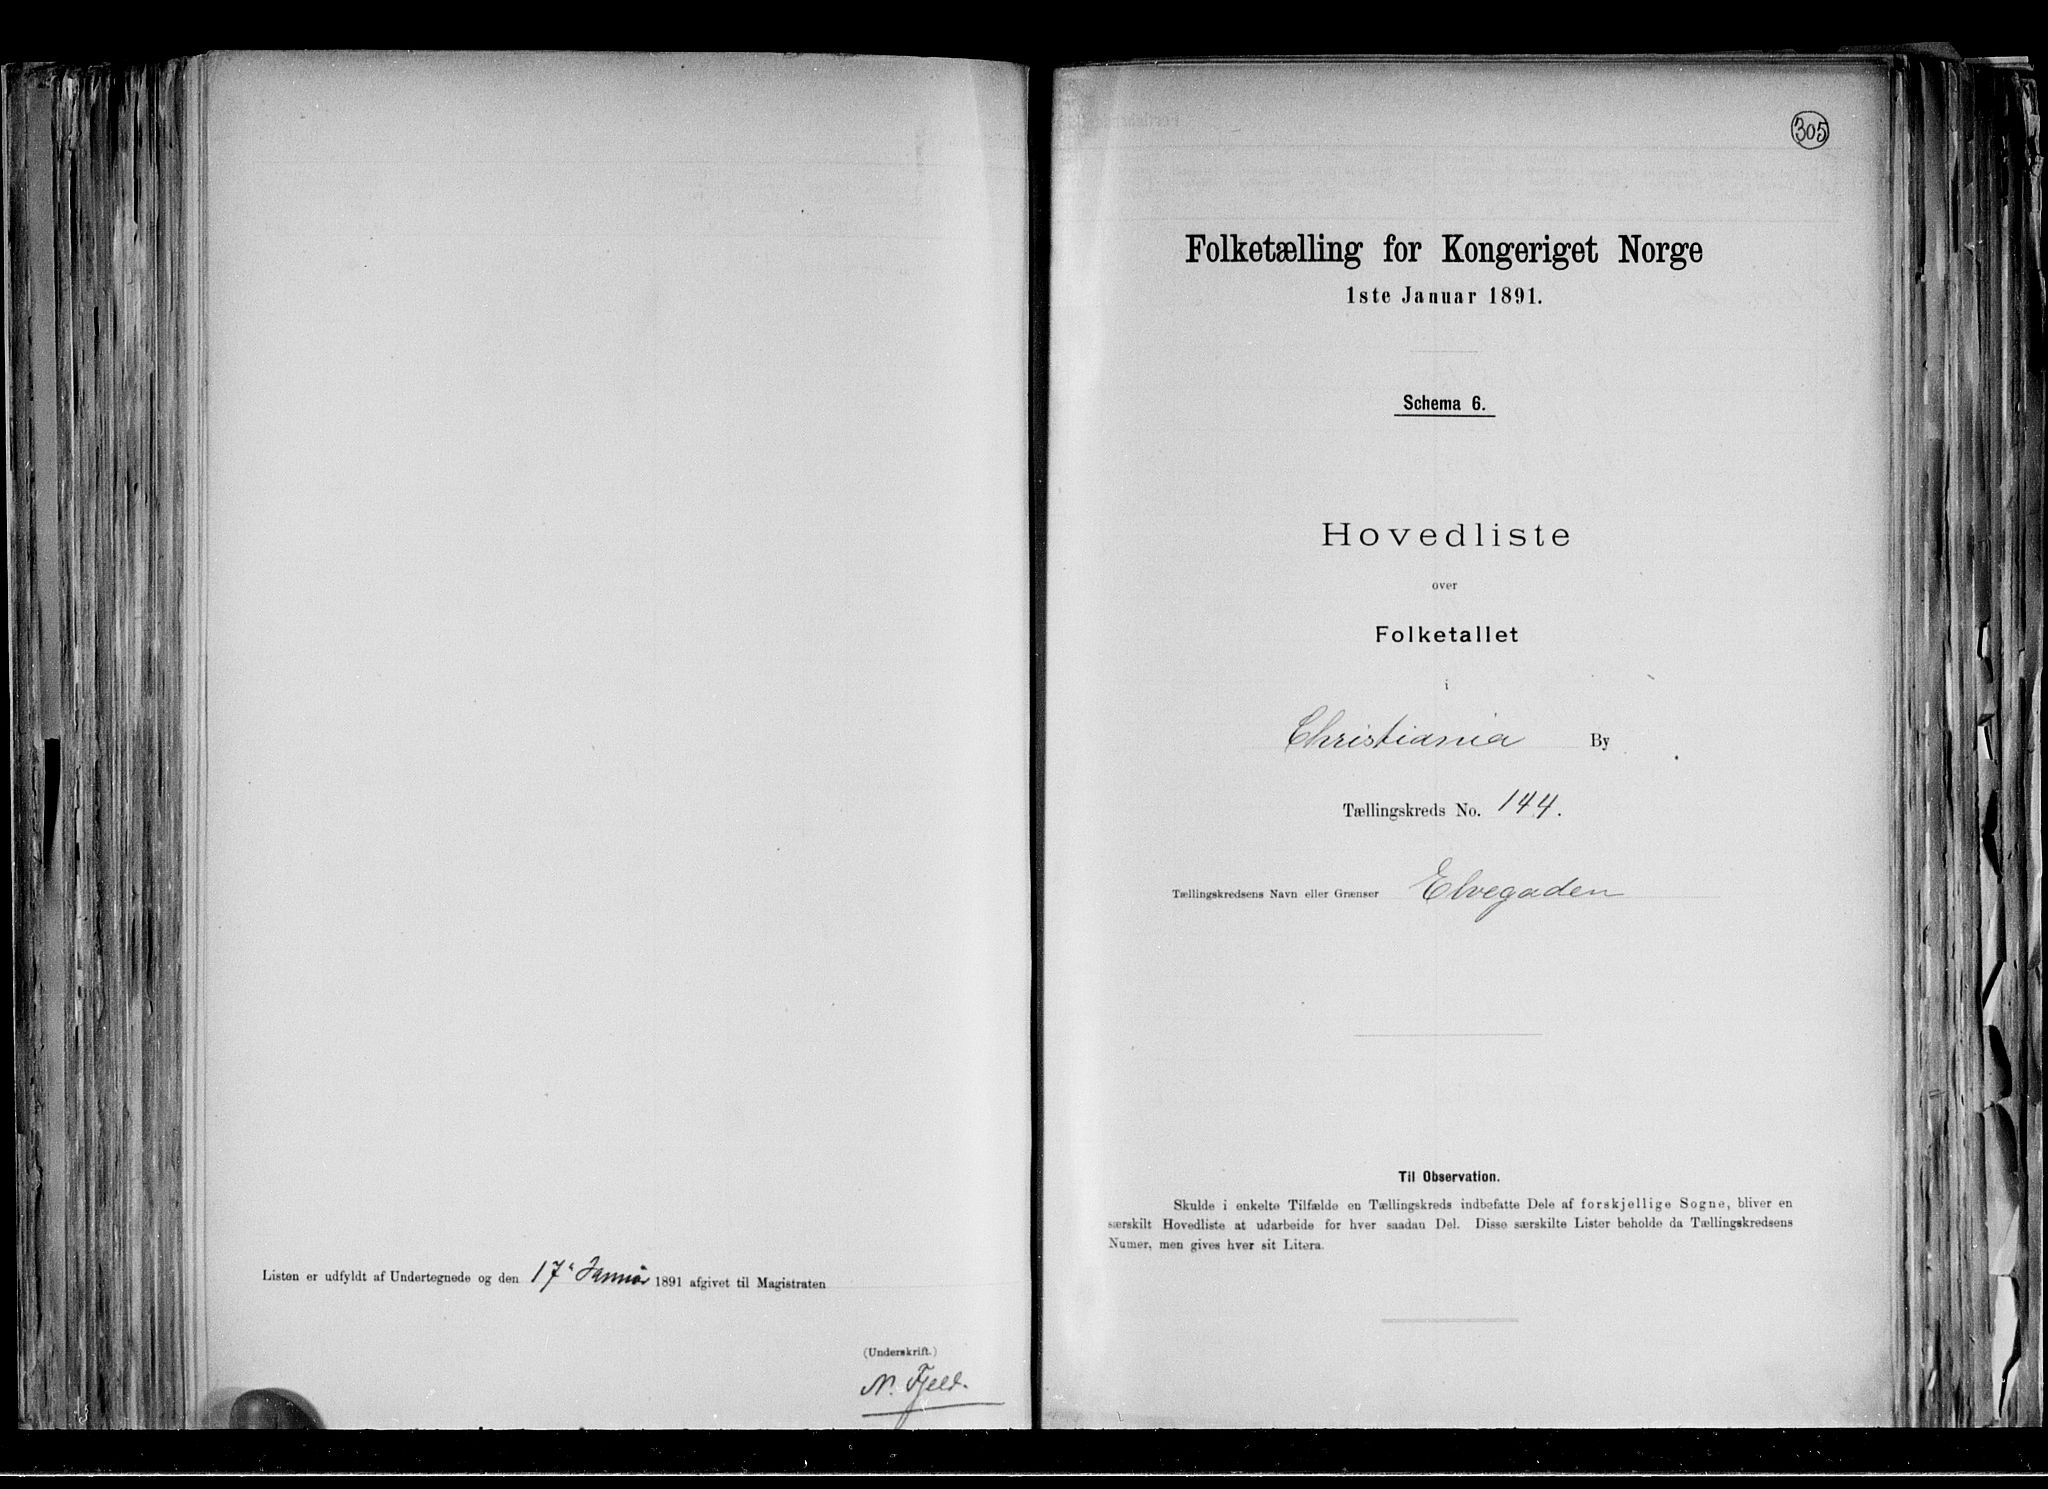 Listen er udfyldt af Undertegnede og den 17de Januar 1891 afgivet til Magistraten
(Underskrift.)
N. Fjeld.
305
Folketælling for Kongeriget Norge
1ste Januar 1891.
Schema 6.
Hovedliste
over
Folketallet
i
Christiania By
Tællingskreds No. 144.
Tællingskredsens Navn eller Grænser Elvegaden
Til Observation.
Skulde i enkelte Tilfælde en Tællingskreds indbefatte Dele af forskjellige Sogne, bliver en
særskilt Hovedliste at udarbeide for hver saadan Del. Disse særskilte Lister beholde da Tællingskredsens
Numer, men gives hver sit Litera.